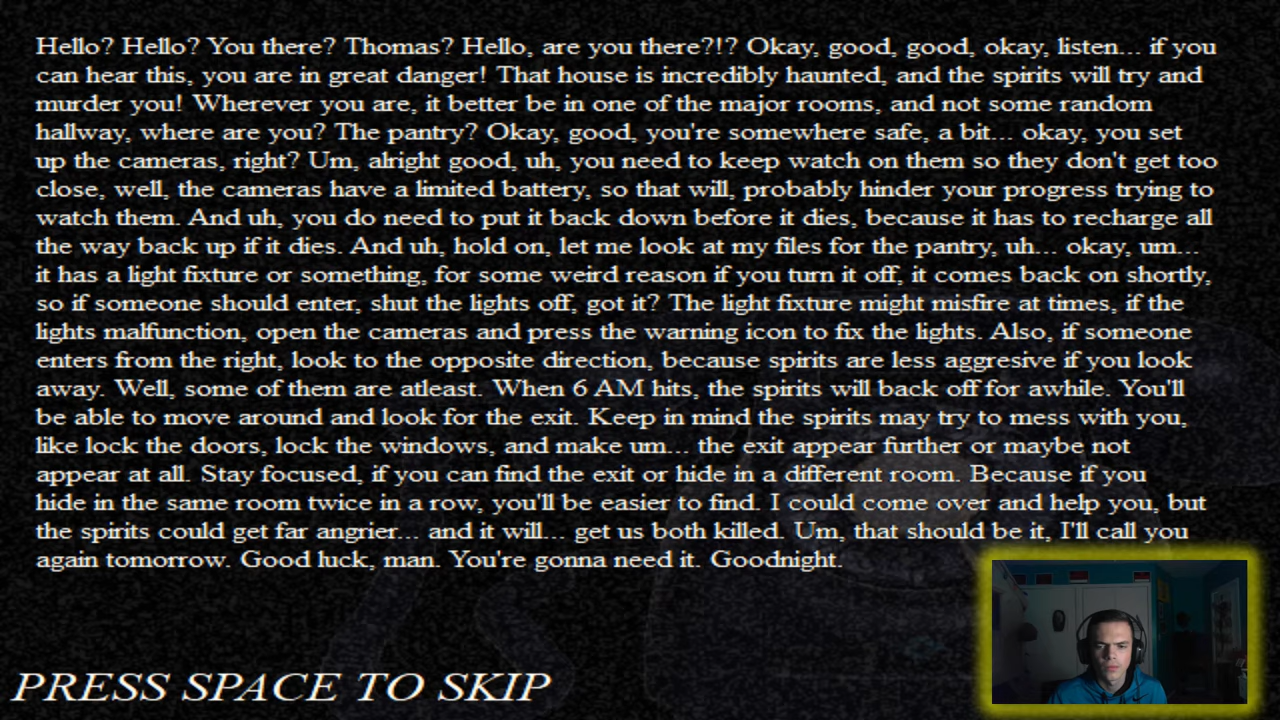 Hello? Hello? You there? Thomas? Hello, are you there?!? Okay, good, good, okay, listen... if you
can hear this, you are in great danger! That house is incredibly haunted, and the spirits will try and
murder you! Wherever you are, it better be in one of the major rooms, and not some random
hallway, where are you? The pantry? Okay, good, you're somewhere safe, a bit... okay, you set
up the cameras, right? Um, alright good, uh, you need to keep watch on them so they don't get too
close, well, the cameras have a limited battery, so that will, probably hinder your progress trying to
watch them. And uh, you do need to put it back down before it dies, because it has to recharge all
the way back up if it dies. And uh, hold on, let me look at my files for the pantry, uh... okay, um...
it has a light fixture or something, for some weird reason if you turn it off, it comes back on shortly,
so if someone should enter, shut the lights off, got it? The light fixture might misfire at times, if the
lights malfunction, open the cameras and press the warning icon to fix the lights. Also, if someone
enters from the right, look to the opposite direction, because spirits are less aggresive if you look
away. Well, some of them are atleast. When 6 AM hits, the spirits will back off for awhile. You'll
be able to move around and look for the exit. Keep in mind the spirits may try to mess with you,
like lock the doors, lock the windows, and make um... the exit appear further or maybe not
appear at all. Stay focused, if you can find the exit or hide in a different room. Because if you
hide in the same room twice in a row, you'll be easier to find. I could come over and help you, but
the spirits could get far angrier... and it will... get us both killed. Um, that should be it, I'll call you
again tomorrow. Good luck, man. You're gonna need it. Goodnight.
PRESS SPACE TO SKIP